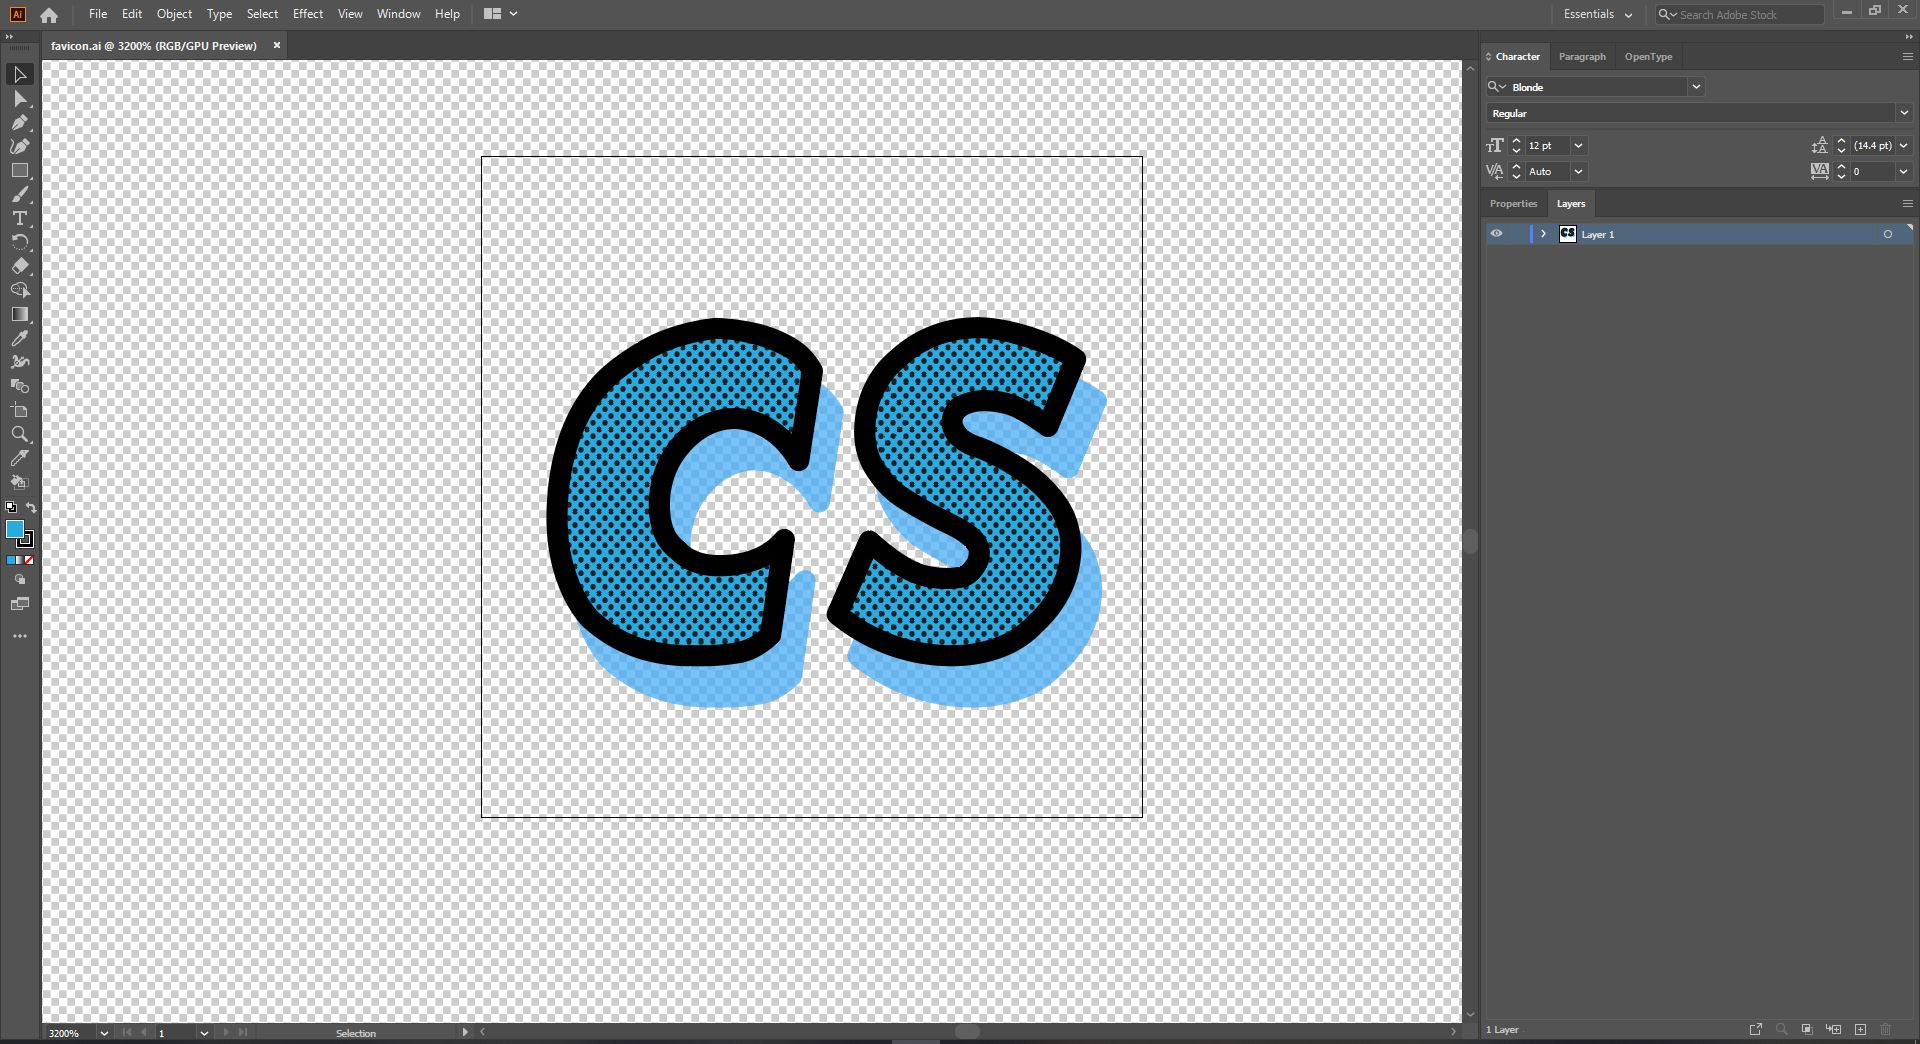 Ai File Edit Object Type Select Effect View Window Help Essentials Search Adobe Stock
favicon.ai @ 3200% (RGB/GPU Preview) ×
Character Paragraph OpenType
Blonde
Regular
12 pt (14.4 pt)
Auto 0
Properties Layers
CS Layer 1
CS
3200% 1 Selection
1 Layer